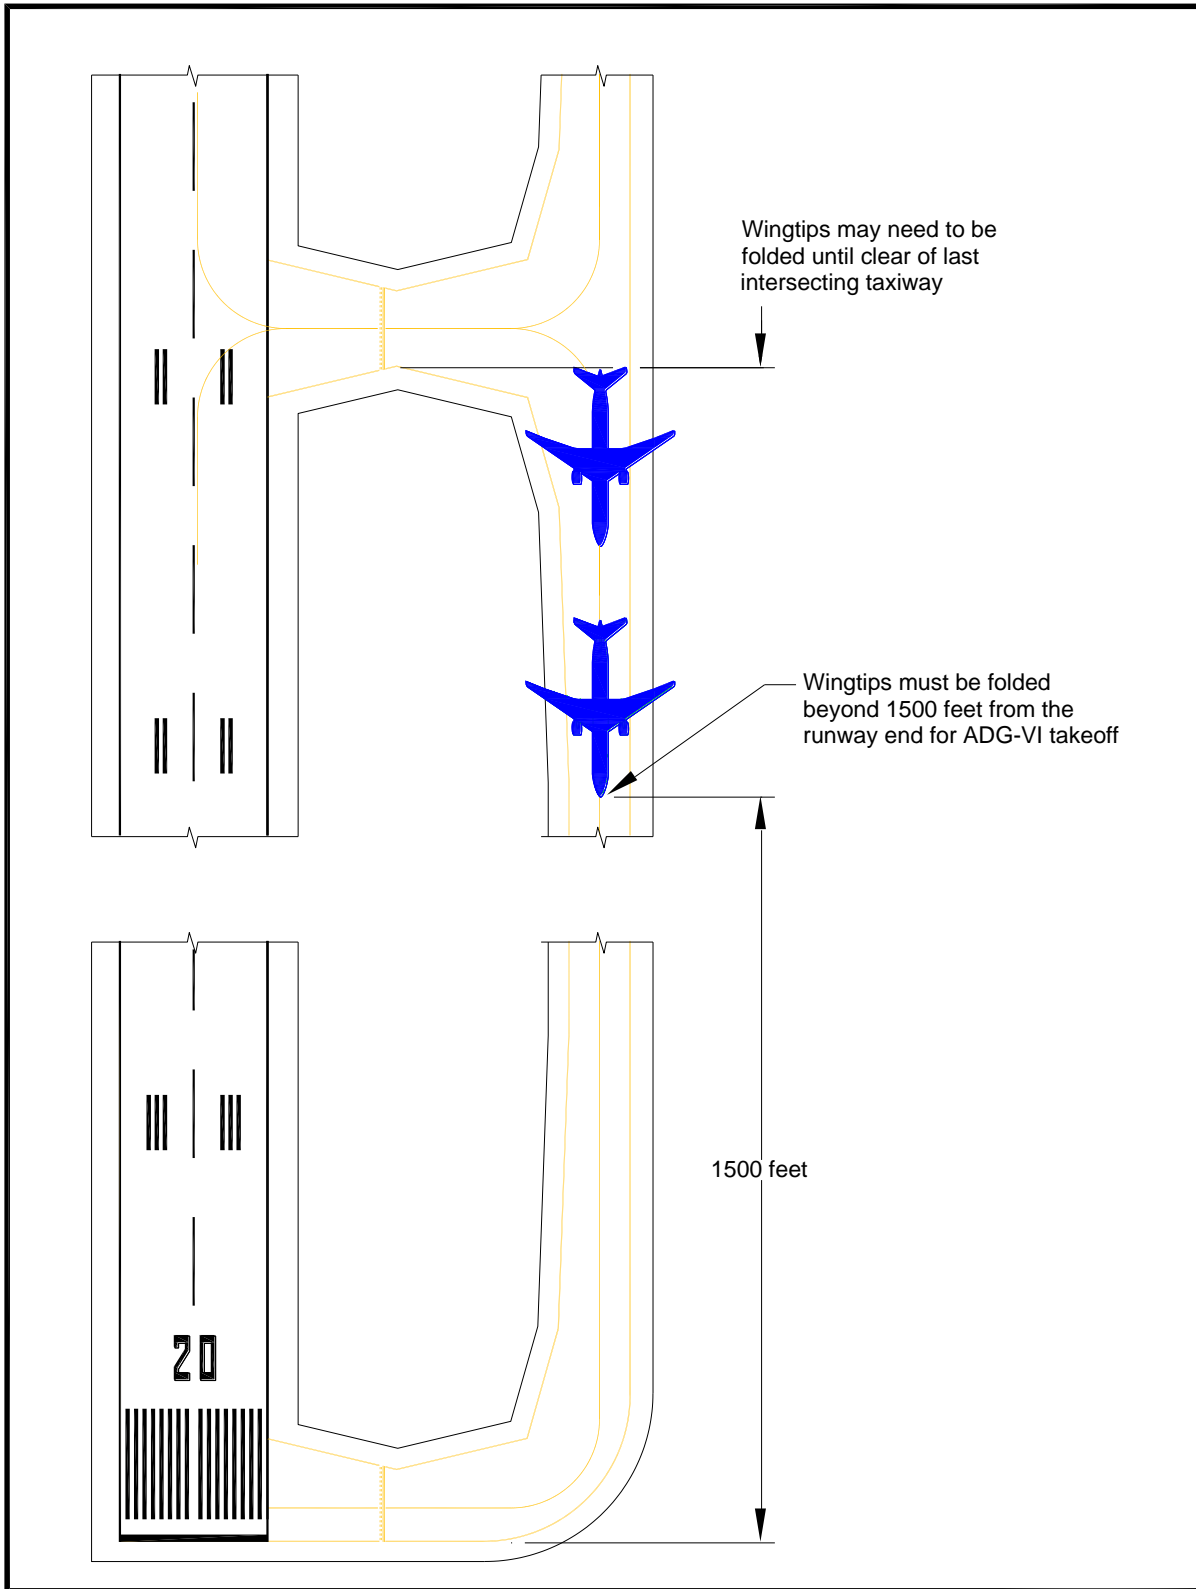 Wingtips may need to be
folded until clear of last
intersecting taxiway
Wingtips must be folded
beyond 1500 feet from the
runway end for ADG-VI takeoff
1500 feet
20